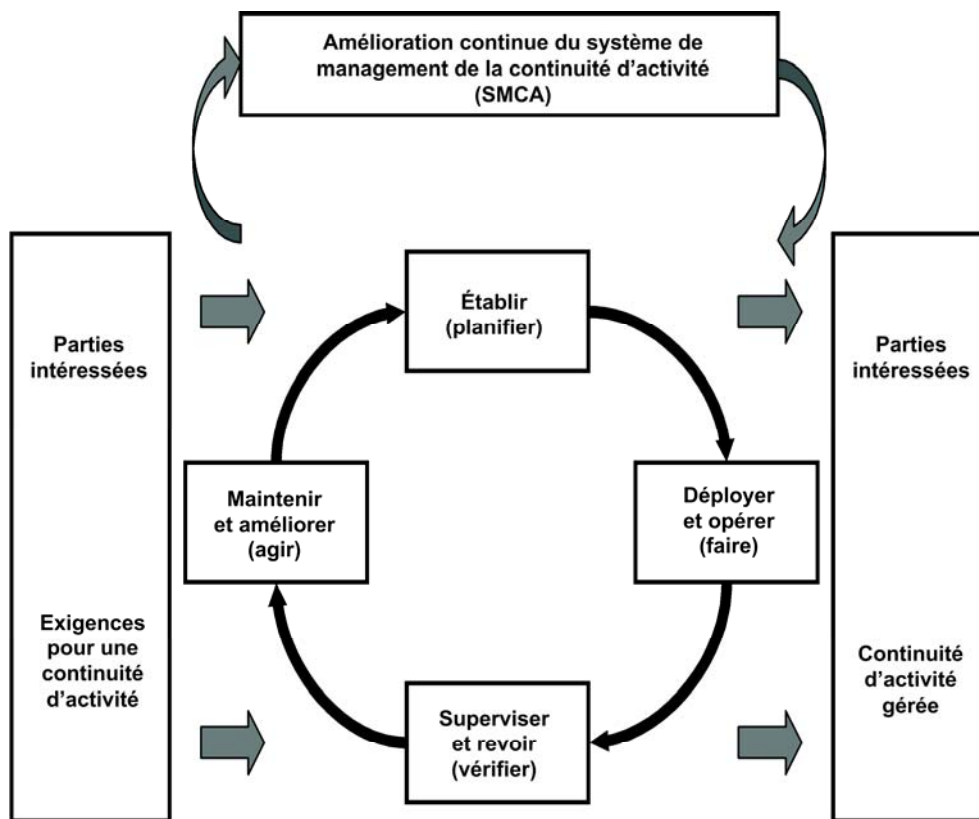 Amélioration continue du système de
management de la continuité d’activité
(SMCA)
Parties
intéressées
Exigences
pour une
continuité
d’activité
Établir
(planifier)
Déployer
et opérer
(faire)
Superviser
et revoir
(vérifier)
Maintenir
et améliorer
(agir)
Parties
intéressées
Continuité
d’activité
gérée